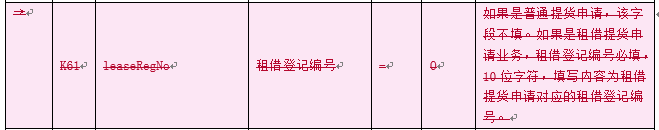 →
K61 leaseRegNo 租借登记编号 = O
如果是普通提货申请，该字
段不填。如果是租借提货申
请业务，租借登记编号必填，
10 位字符，填写内容为租借
提货申请对应的租借登记编
号。